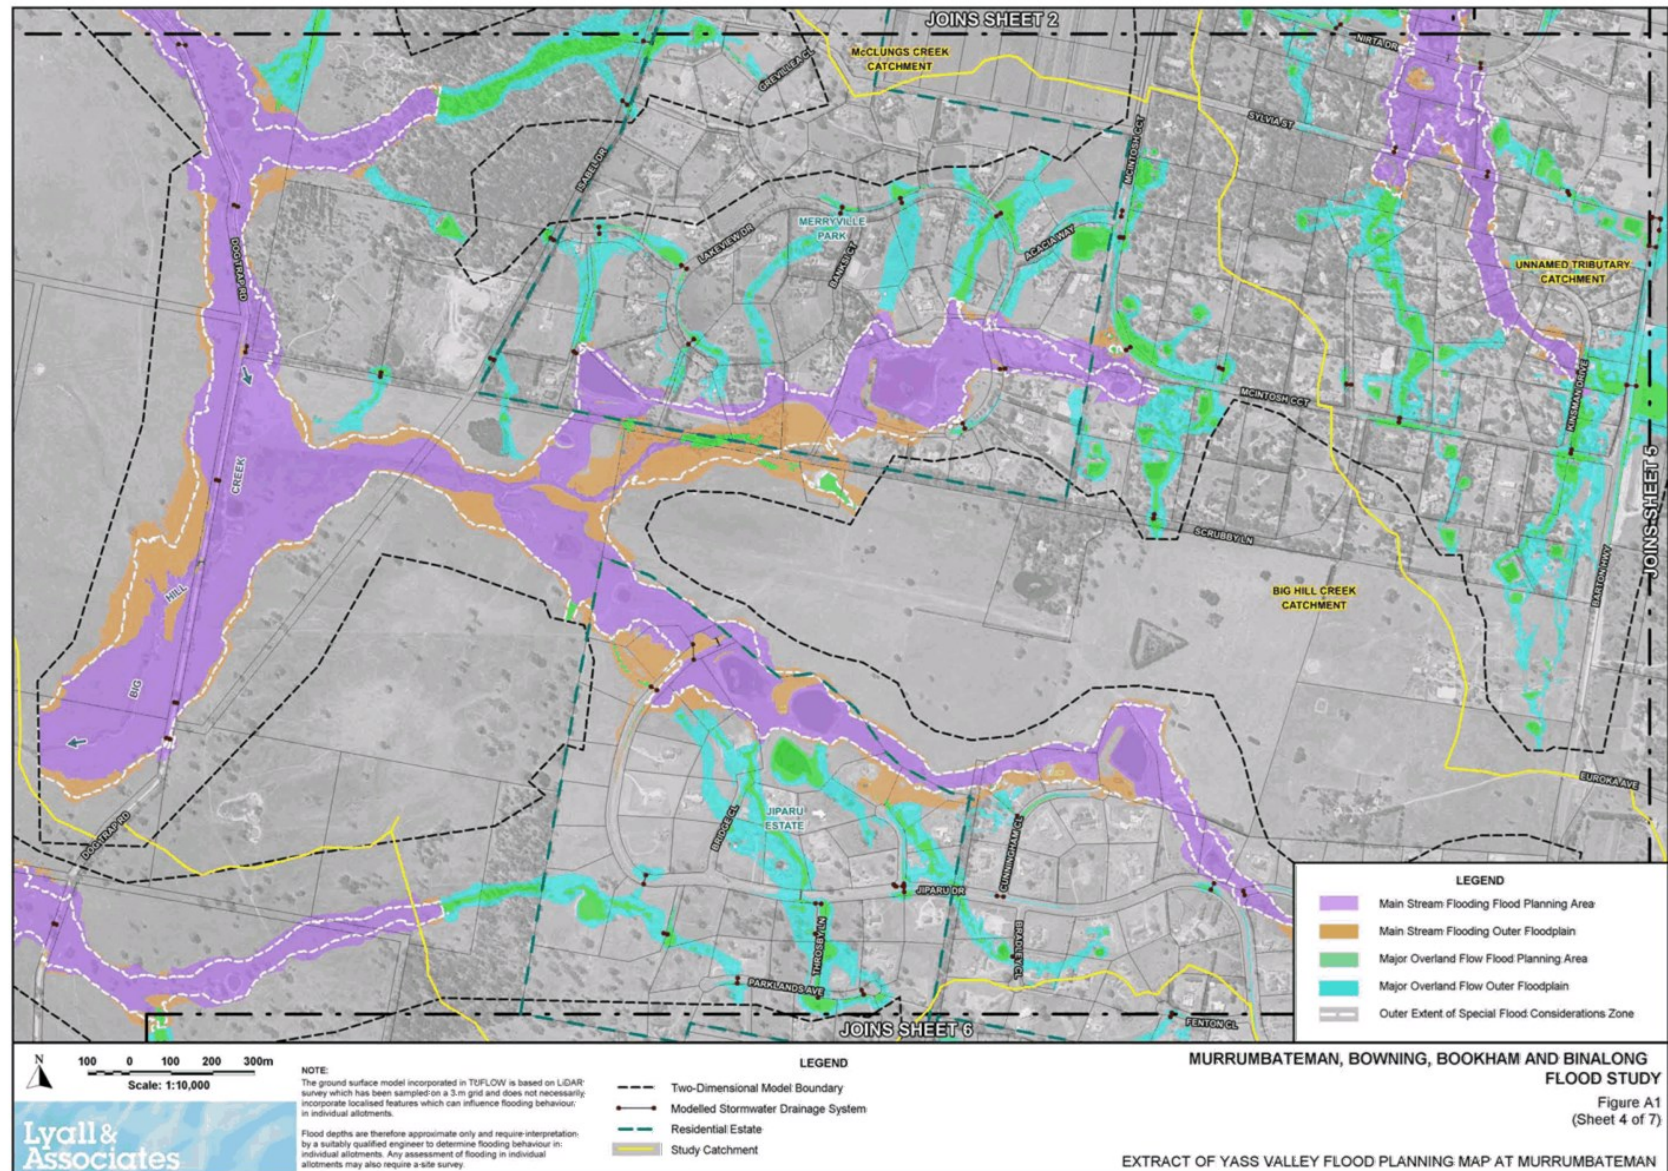 JOINS SHEET 2
McCLUNGS CREEK
CATCHMENT
NIRTA DR
GREVILLEA CL
SYLVIA ST
MCINTOSH CCT
ISABEL DR
MERRYVILLE
PARK
LAKEVIEW DR
BANKSI CT
ACACIA WAY
DOG TRAP RD
UNNAMED TRIBUTARY
CATCHMENT
KINSMAN DRIVE
MCINTOSH CCT
CREEK
JOINS SHEET 5
SCRUBBY LN
BARTON HWY
HILL
BIG HILL CREEK
CATCHMENT
BIG
EUROKA AVE
DOG TRAP RD
BRIDGE CL
JIPARU
ESTATE
CUNNINGHAM CL
JIPARU DR
THROSBY LN
BRADLEY CL
PARKLANDS AVE
FENTON CL
JOINS SHEET 6
LEGEND
Main Stream Flooding Flood Planning Area
Main Stream Flooding Outer Floodplain
Major Overland Flow Flood Planning Area
Major Overland Flow Outer Floodplain
Outer Extent of Special Flood Considerations Zone
N
100 0 100 200 300m
Scale: 1:10,000
Lyall &
Associates
NOTE:
The ground surface model incorporated in TUFLOW is based on LiDAR
survey which has been sampled on a 3 m grid and does not necessarily
incorporate localised features which can influence flooding behaviour
in individual allotments.
Flood depths are therefore approximate only and require interpretation
by a suitably qualified engineer to determine flooding behaviour in
individual allotments. Any assessment of flooding in individual
allotments may also require a site survey.
LEGEND
Two-Dimensional Model Boundary
Modelled Stormwater Drainage System
Residential Estate
Study Catchment
MURRUMBATEMAN, BOWNING, BOOKHAM AND BINALONG
FLOOD STUDY
Figure A1
(Sheet 4 of 7)
EXTRACT OF YASS VALLEY FLOOD PLANNING MAP AT MURRUMBATEMAN